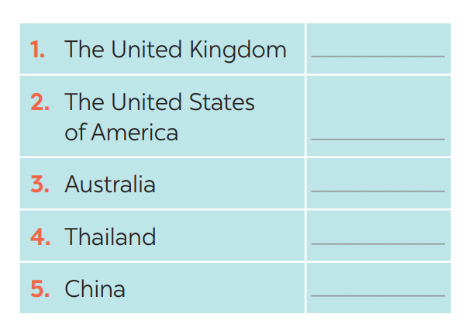 1. The United Kingdom
2. The United States
of America
3. Australia
4. Thailand
5. China